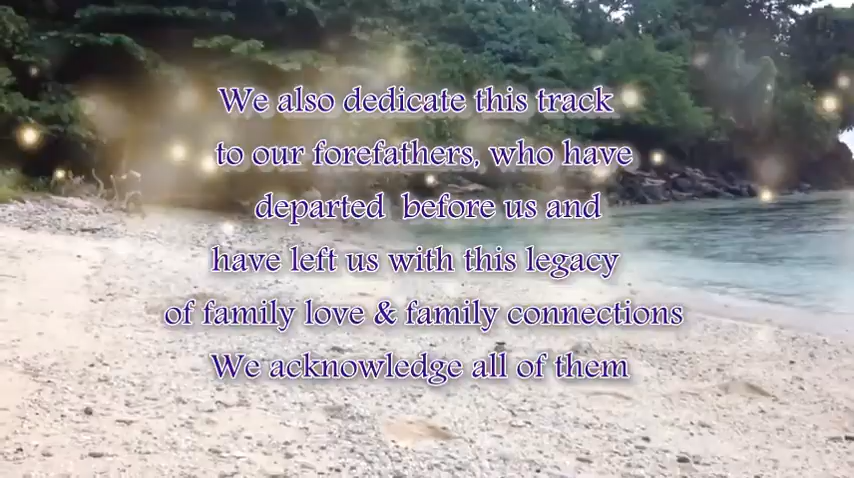 We also dedicate this track
to our forefathers, who have
departed before us and
have left us with this legacy
of family love & family connections
We acknowledge all of them